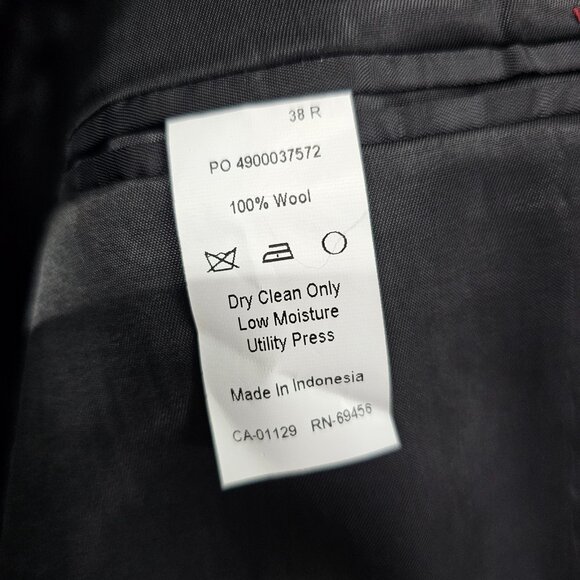 38 R
PO 4900037572
100% Wool
Dry Clean Only
Low Moisture
Utility Press
Made In Indonesia
CA-01129 RN-69456